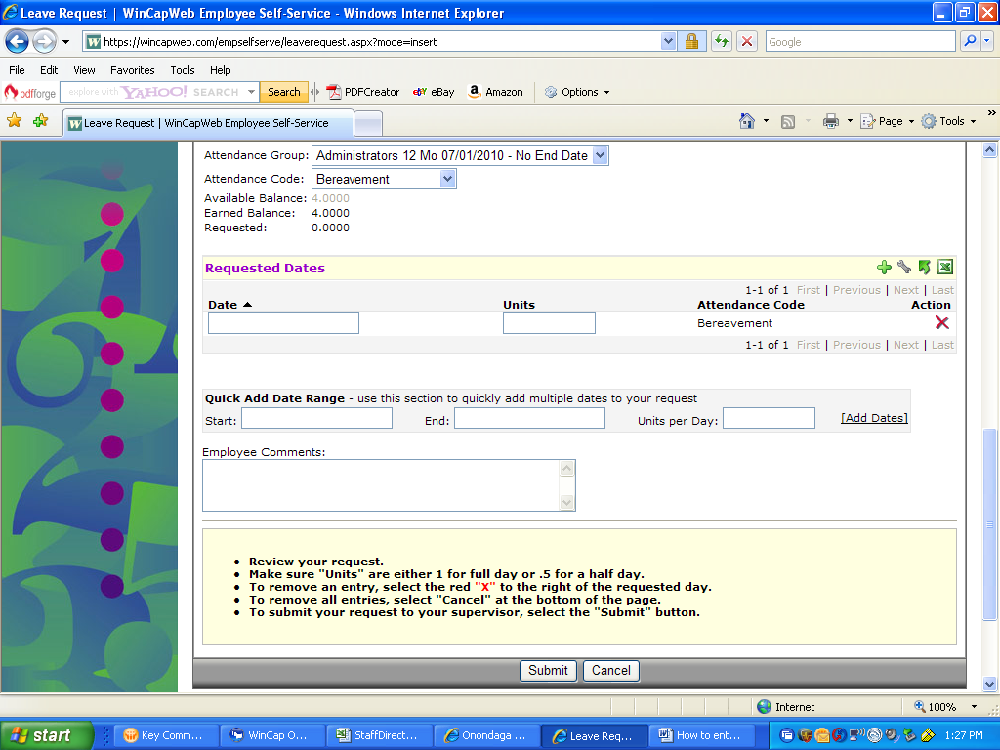 Leave Request | WinCapWeb Employee Self-Service - Windows Internet Explorer
https://wincapweb.com/empselfserve/leaverequest.aspx?mode=insert
Google
File Edit View Favorites Tools Help
pdfforge explore with YAHOO! SEARCH Search PDFCreator eBay Amazon Options
Leave Request | WinCapWeb Employee Self-Service
Page Tools
Attendance Group: Administrators 12 Mo 07/01/2010 - No End Date
Attendance Code: Bereavement
Available Balance: 4.0000
Earned Balance: 4.0000
Requested: 0.0000
Requested Dates
1-1 of 1 First | Previous | Next | Last
Date Units Attendance Code Action
Bereavement
1-1 of 1 First | Previous | Next | Last
Quick Add Date Range - use this section to quickly add multiple dates to your request
Start: End: Units per Day: [Add Dates]
Employee Comments:
• Review your request.
• Make sure "Units" are either 1 for full day or .5 for a half day.
• To remove an entry, select the red "X" to the right of the requested day.
• To remove all entries, select "Cancel" at the bottom of the page.
• To submit your request to your supervisor, select the "Submit" button.
Submit Cancel
Internet 100%
start Key Comm... WinCap O... StaffDirect... Onondaga ... Leave Req... How to ent... 1:27 PM